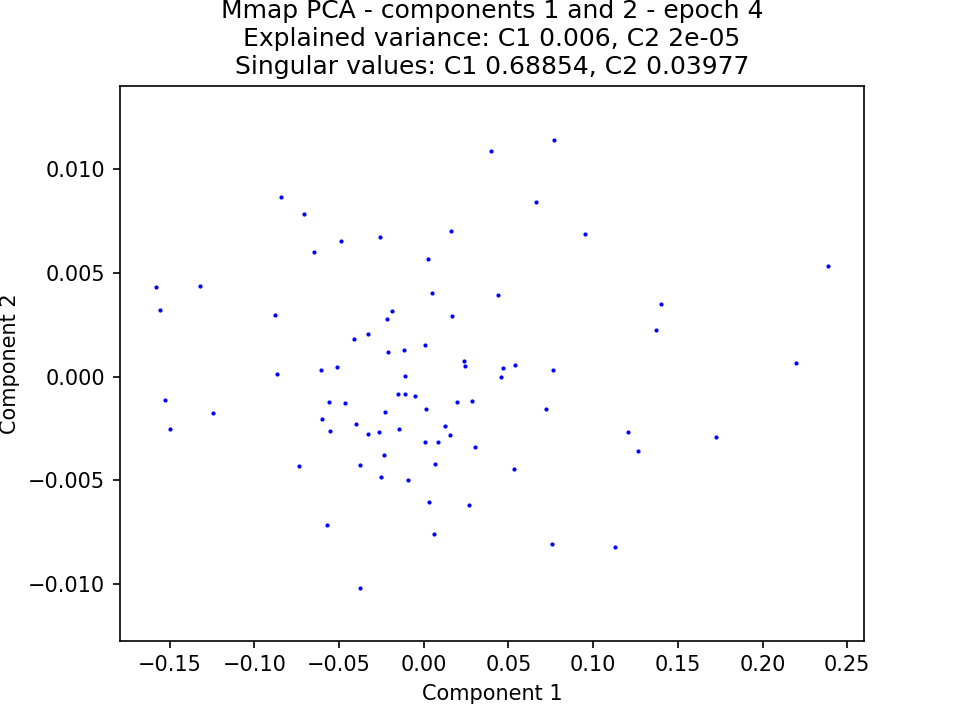 Mmap PCA - components 1 and 2 - epoch 4
Explained variance: C1 0.006, C2 2e-05
Singular values: C1 0.68854, C2 0.03977
0.010
0.005
0.000
−0.005
−0.010
Component 2
−0.15 −0.10 −0.05 0.00 0.05 0.10 0.15 0.20 0.25
Component 1